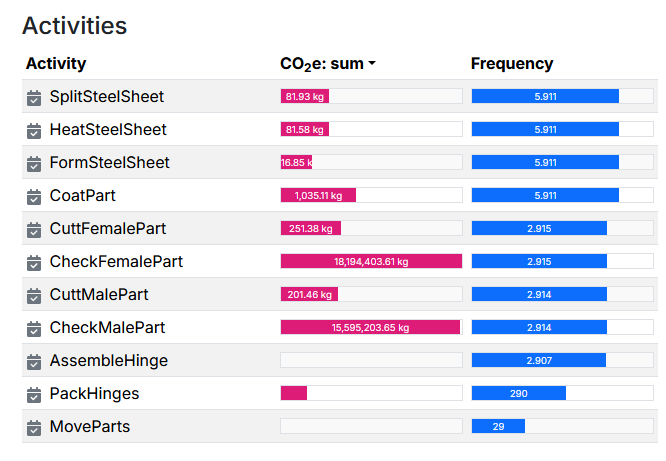 Activities
Activity CO₂e: sum Frequency
SplitSteelSheet 81.93 kg 5.911
HeatSteelSheet 81.58 kg 5.911
FormSteelSheet 16.85 k 5.911
CoatPart 1,035.11 kg 5.911
CuttFemalePart 251.38 kg 2.915
CheckFemalePart 18,194,403.61 kg 2.915
CuttMalePart 201.46 kg 2.914
CheckMalePart 15,595,203.65 kg 2.914
AssembleHinge 2.907
PackHinges 290
MoveParts 29